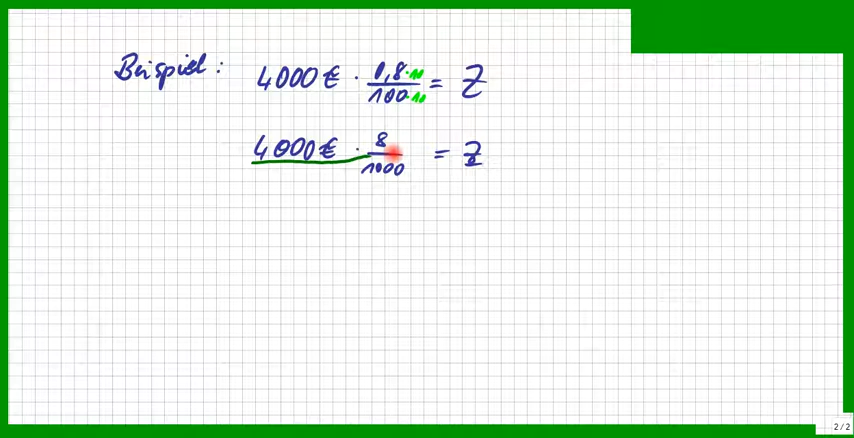 Beispiel: 4000€ · 0,8·10/100·10 = Z
4000€ · 8/1000 = Z
2/2